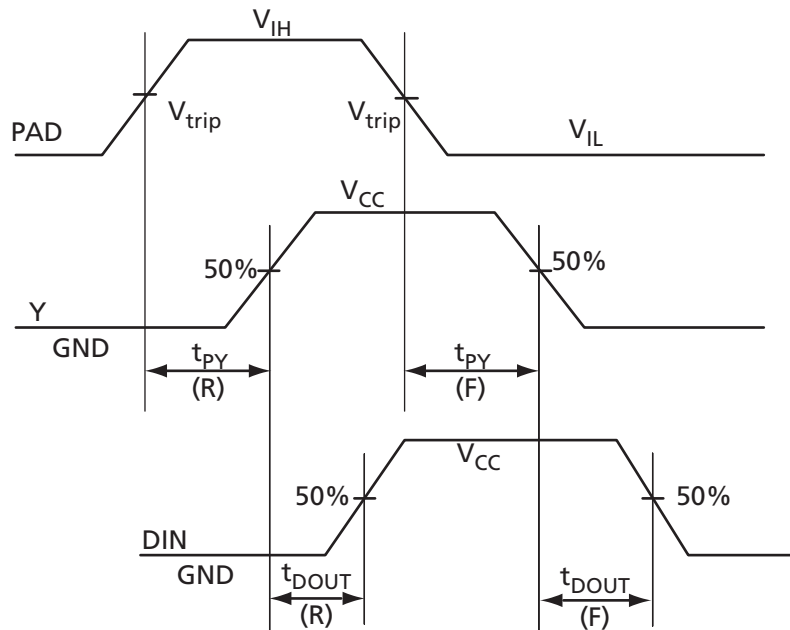 V_IH
V_trip
V_trip
PAD
V_IL
V_CC
50%
50%
Y
GND
t_PY
(R)
t_PY
(F)
V_CC
50%
50%
DIN
GND
t_DOUT
(R)
t_DOUT
(F)